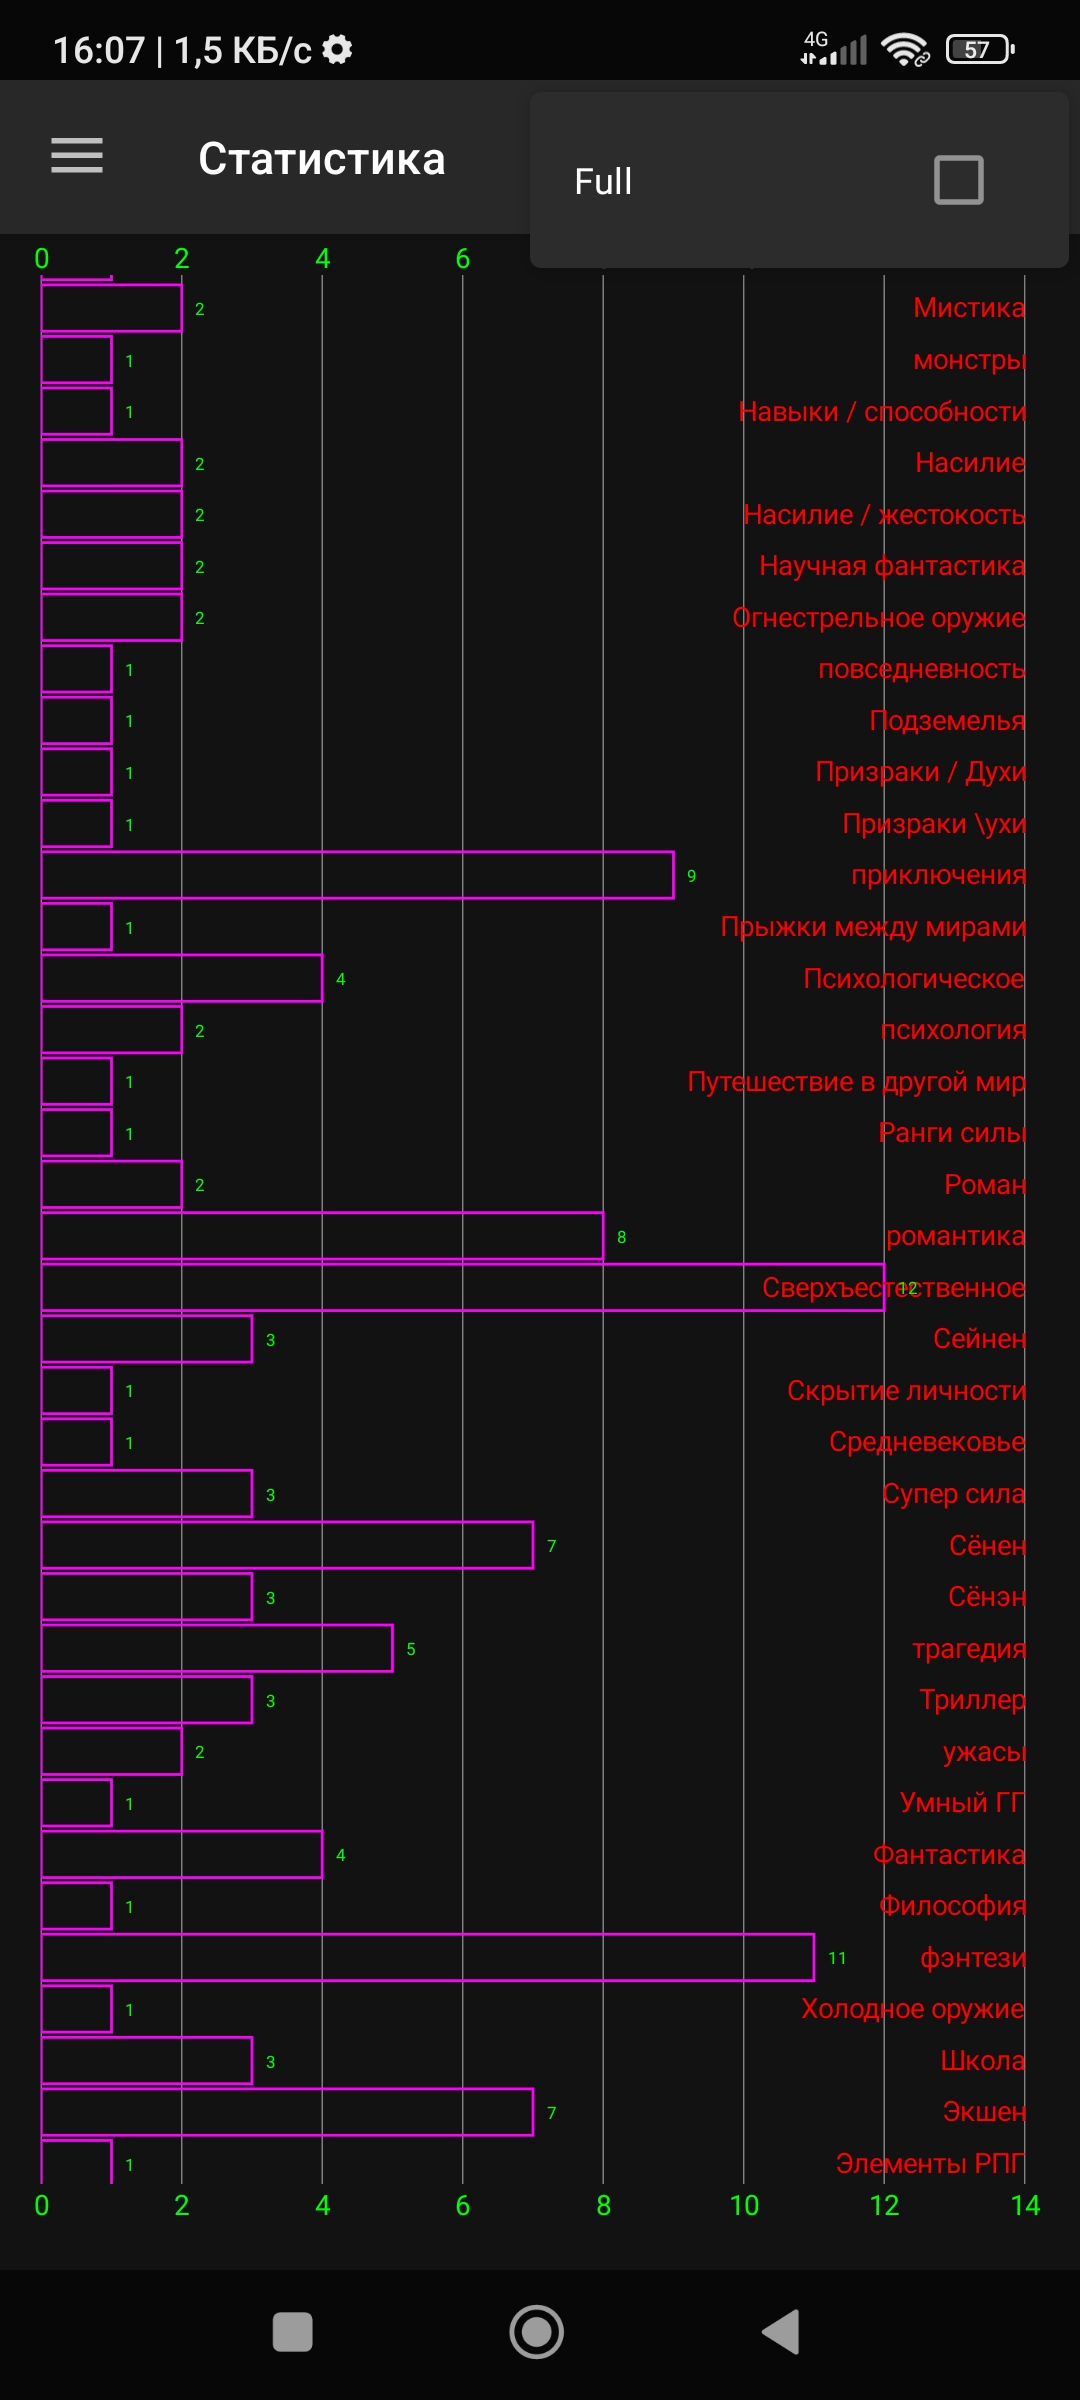 16:07 | 1,5 КБ/с 4G 57
Статистика
Full
0 2 4 6
2 Мистика
1 монстры
1 Навыки / способности
2 Насилие
2 Насилие / жестокость
2 Научная фантастика
2 Огнестрельное оружие
1 повседневность
1 Подземелья
1 Призраки / Духи
1 Призраки \ухи
9 приключения
1 Прыжки между мирами
4 Психологическое
2 психология
1 Путешествие в другой мир
1 Ранги силы
2 Роман
8 романтика
12 Сверхъестественное
3 Сейнен
1 Скрытие личности
1 Средневековье
3 Супер сила
7 Сёнен
3 Сёнэн
5 трагедия
3 Триллер
2 ужасы
1 Умный ГГ
4 Фантастика
1 Философия
11 фэнтези
1 Холодное оружие
3 Школа
7 Экшен
1 Элементы РПГ
0 2 4 6 8 10 12 14